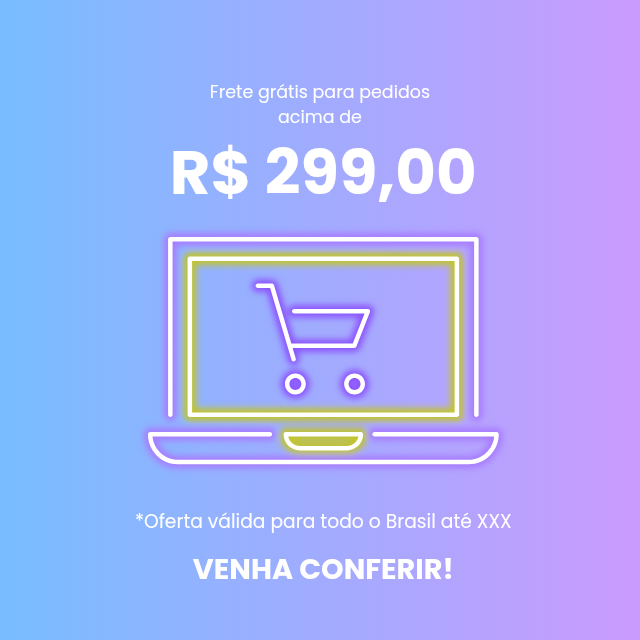 Frete grátis para pedidos
acima de
R$ 299,00
*Oferta válida para todo o Brasil até XXX
VENHA CONFERIR!